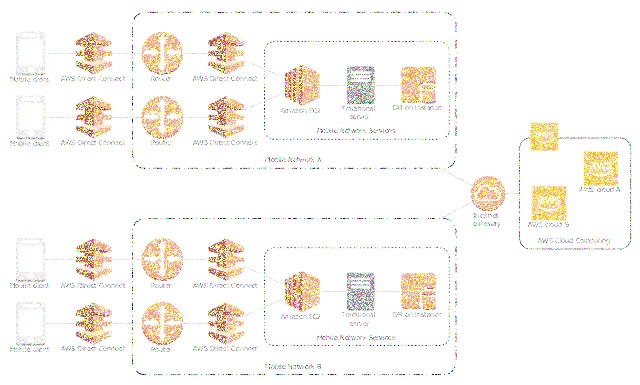 Mobile client
AWS Direct Connect
Router
AWS Direct Connect
Mobile client
AWS Direct Connect
Router
AWS Direct Connect
Amazon EC2
Traditional
server
DB on instance
Mobile Network Services
Mobile Network A
Internet
gateway
AWS cloud A
AWS cloud B
AWS Cloud Computing
Mobile client
AWS Direct Connect
Router
AWS Direct Connect
Mobile client
AWS Direct Connect
Router
AWS Direct Connect
Amazon EC2
Traditional
server
DB on instance
Mobile Network Services
Mobile Network B